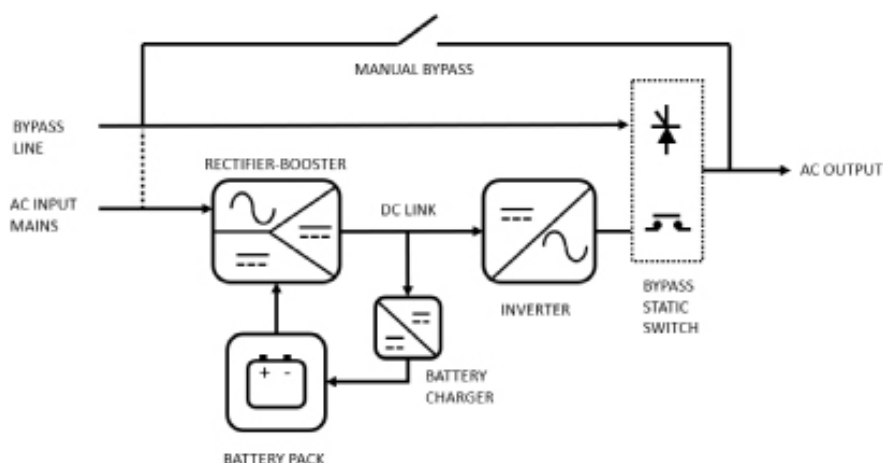 MANUAL BYPASS
BYPASS
LINE
RECTIFIER-BOOSTER
AC OUTPUT
AC INPUT
MAINS
DC LINK
INVERTER
BYPASS
STATIC
SWITCH
+ -
BATTERY
CHARGER
BATTERY PACK